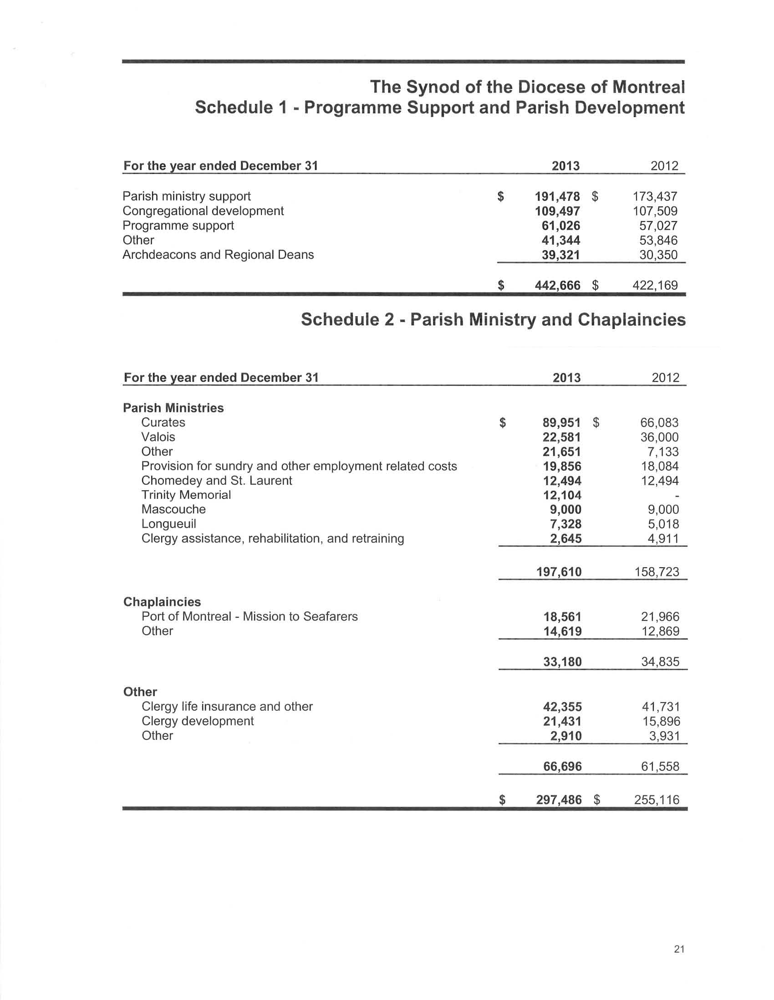 The Synod of the Diocese of Montreal
Schedule 1 - Programme Support and Parish Development
For the year ended December 31 2013 2012
Parish ministry support $ 191,478 $ 173,437
Congregational development 109,497 107,509
Programme support 61,026 57,027
Other 41,344 53,846
Archdeacons and Regional Deans 39,321 30,350
$ 442,666 $ 422,169
Schedule 2 - Parish Ministry and Chaplaincies
For the year ended December 31 2013 2012
Parish Ministries
Curates $ 89,951 $ 66,083
Valois 22,581 36,000
Other 21,651 7,133
Provision for sundry and other employment related costs 19,856 18,084
Chomedey and St. Laurent 12,494 12,494
Trinity Memorial 12,104 -
Mascouche 9,000 9,000
Longueuil 7,328 5,018
Clergy assistance, rehabilitation, and retraining 2,645 4,911
197,610 158,723
Chaplaincies
Port of Montreal - Mission to Seafarers 18,561 21,966
Other 14,619 12,869
33,180 34,835
Other
Clergy life insurance and other 42,355 41,731
Clergy development 21,431 15,896
Other 2,910 3,931
66,696 61,558
$ 297,486 $ 255,116
21